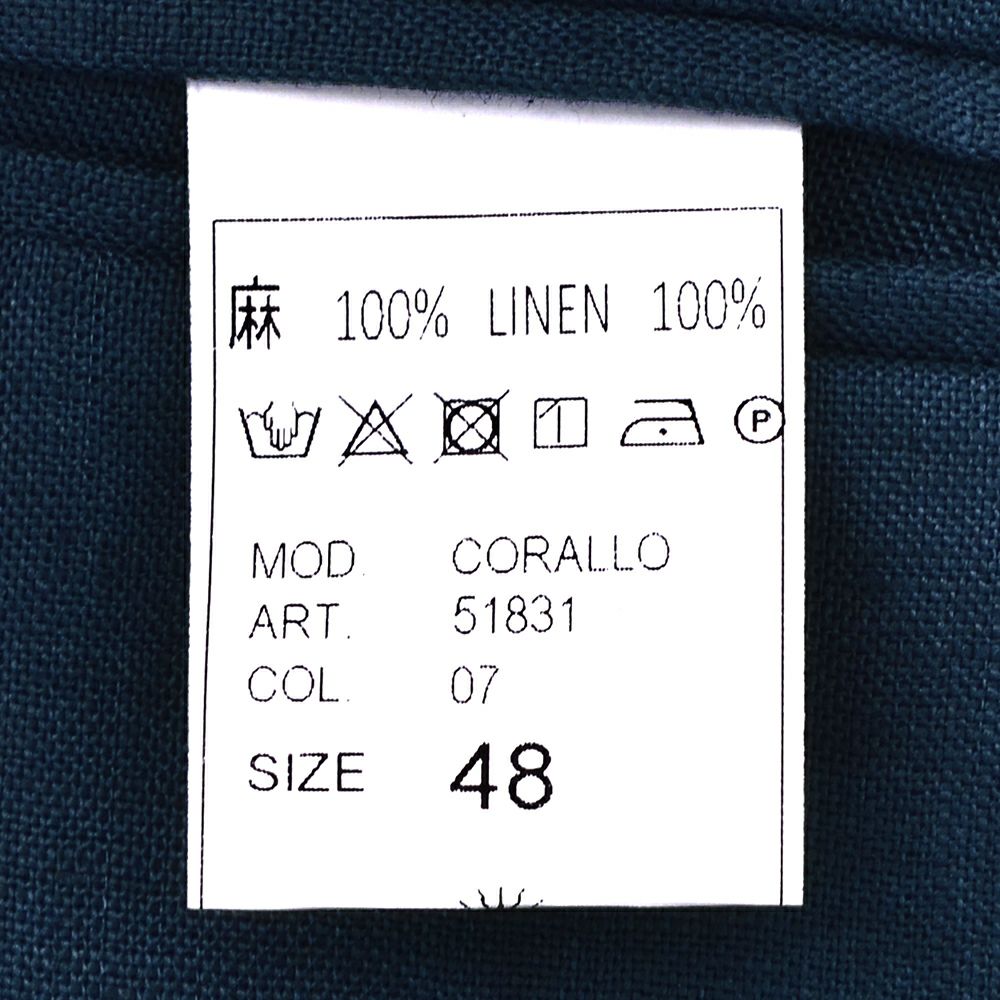 麻 100% LINEN 100%
P
MOD. CORALLO
ART. 51831
COL. 07
SIZE 48